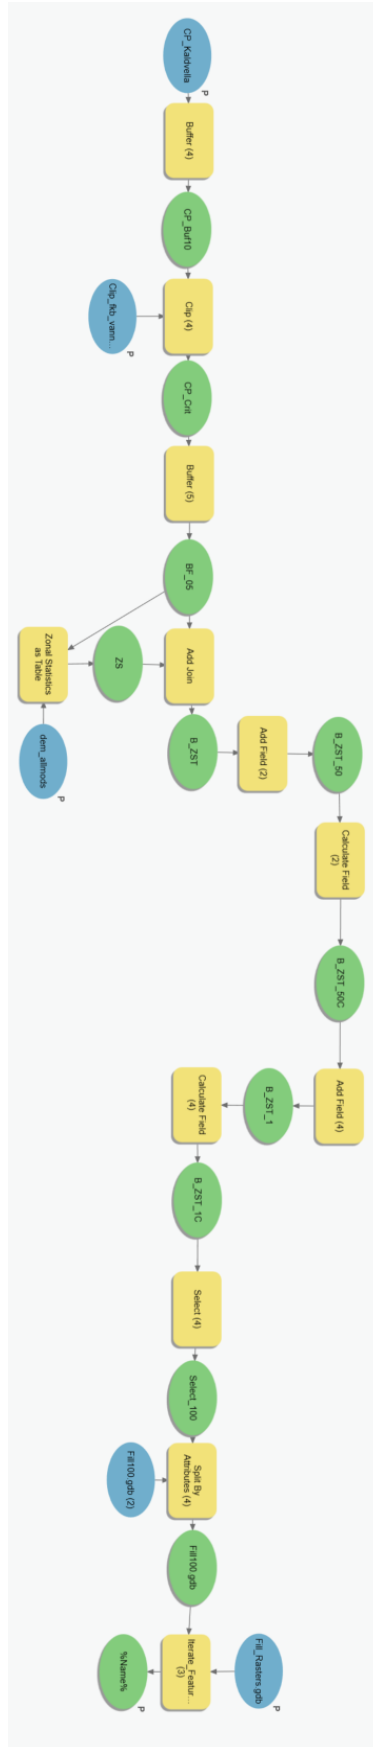 CP_Kaldvella
P
Buffer (4)
CP_Buf10
Clip (4)
Clip_fkb_vann...
P
CP_Crit
Buffer (5)
BF_05
Zonal Statistics
as Table
ZS
Add Join
dem_allmods
P
B_ZST
Add Field (2)
B_ZST_50
Calculate Field
(2)
B_ZST_50C
Add Field (4)
B_ZST_1
Calculate Field
(4)
B_ZST_1C
Select (4)
Select_100
Split By
Attributes (4)
Fill100.gdb (2)
Fill100.gdb
Iterate_Featur...
(3)
Fill_Rasters.gdb
P
%Name%
P